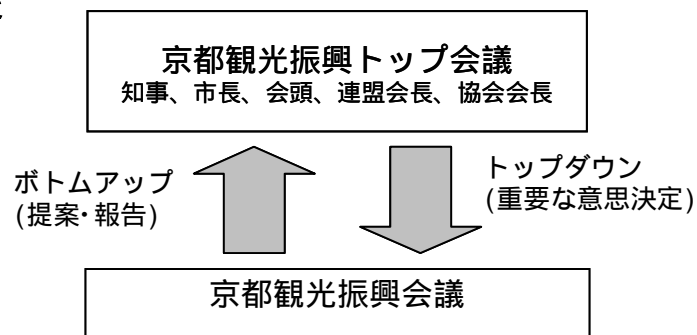 京都観光振興トップ会議
知事、市長、会頭、連盟会長、協会会長
ボトムアップ
(提案・報告)
トップダウン
(重要な意思決定)
京都観光振興会議